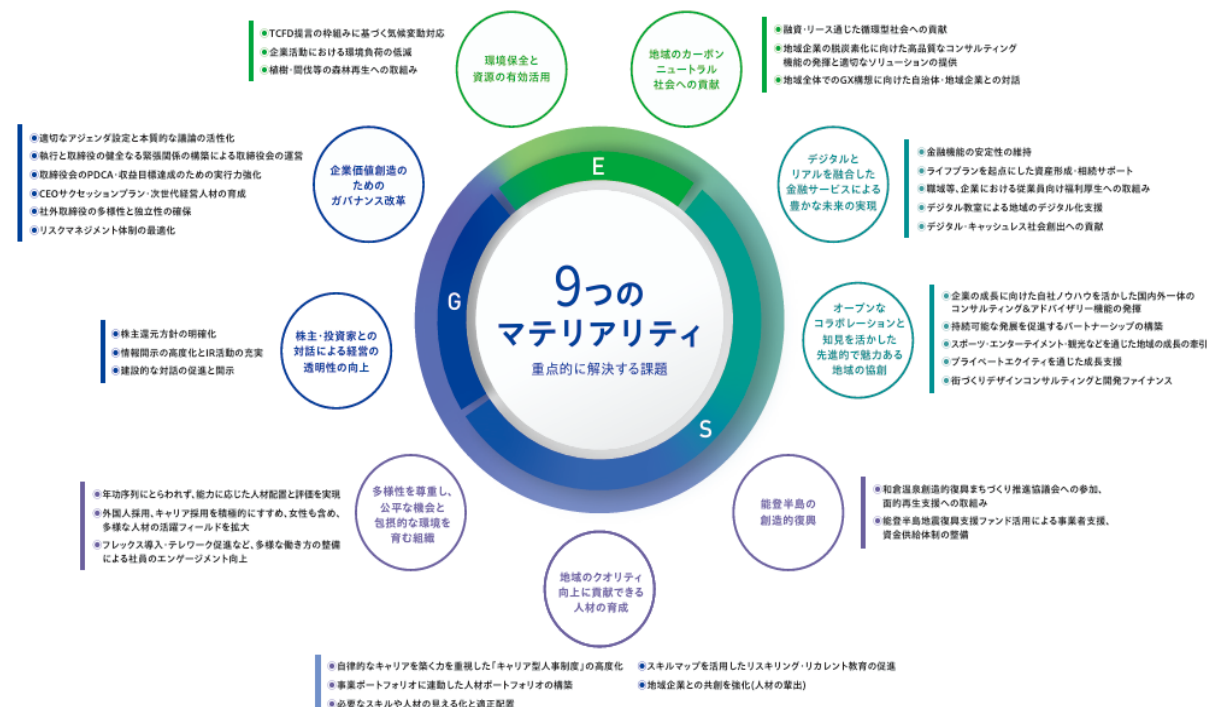 ●TCFD提言の枠組みに基づく気候変動対応
●企業活動における環境負荷の低減
●植樹・間伐等の森林再生への取組み
環境保全と
資源の有効活用
地域のカーボン
ニュートラル
社会への貢献
●融資・リース通じた循環型社会への貢献
●地域企業の脱炭素化に向けた高品質なコンサルティング
機能の発揮と適切なソリューションの提供
●地域全体でのGX構想に向けた自治体・地域企業との対話
●適切なアジェンダ設定と本質的な議論の活性化
●執行と取締役の健全なる緊張関係の構築による取締役会の運営
●取締役会のPDCA・収益目標達成のための実行力強化
●CEOサクセッションプラン・次世代経営人材の育成
●社外取締役の多様性と独立性の確保
●リスクマネジメント体制の最適化
企業価値創造の
ための
ガバナンス改革
デジタルと
リアルを融合した
金融サービスによる
豊かな未来の実現
●金融機能の安定性の維持
●ライフプランを起点にした資産形成・相続サポート
●職域等、企業における従業員向け福利厚生への取組み
●デジタル教室による地域のデジタル化支援
●デジタル・キャッシュレス社会創出への貢献
E
G
S
9つの
マテリアリティ
重点的に解決する課題
●株主還元方針の明確化
●情報開示の高度化とIR活動の充実
●建設的な対話の促進と開示
株主・投資家との
対話による経営の
透明性の向上
オープンな
コラボレーションと
知見を活かした
先進的で魅力ある
地域の協創
●企業の成長に向けた自社ノウハウを活かした国内外一体の
コンサルティング&アドバイザリー機能の発揮
●持続可能な発展を促進するパートナーシップの構築
●スポーツ・エンターテイメント・観光などを通じた地域の成長の牽引
●プライベートエクイティを通じた成長支援
●街づくりデザインコンサルティングと開発ファイナンス
●年功序列にとらわれず、能力に応じた人材配置と評価を実現
●外国人採用、キャリア採用を積極的にすすめ、女性も含め、
多様な人材の活躍フィールドを拡大
●フレックス導入・テレワーク促進など、多様な働き方の整備
による社員のエンゲージメント向上
多様性を尊重し、
公平な機会と
包摂的な環境を
育む組織
能登半島の
創造的復興
●和倉温泉創造的復興まちづくり推進協議会への参加、
面的再生支援への取組み
●能登半島地震復興支援ファンド活用による事業者支援、
資金供給体制の整備
地域のクオリティ
向上に貢献できる
人材の育成
●自律的なキャリアを築く力を重視した「キャリア型人事制度」の高度化
●事業ポートフォリオに連動した人材ポートフォリオの構築
●必要なスキルや人材の見える化と適正配置
●スキルマップを活用したリスキリング・リカレント教育の促進
●地域企業との共創を強化(人材の輩出)